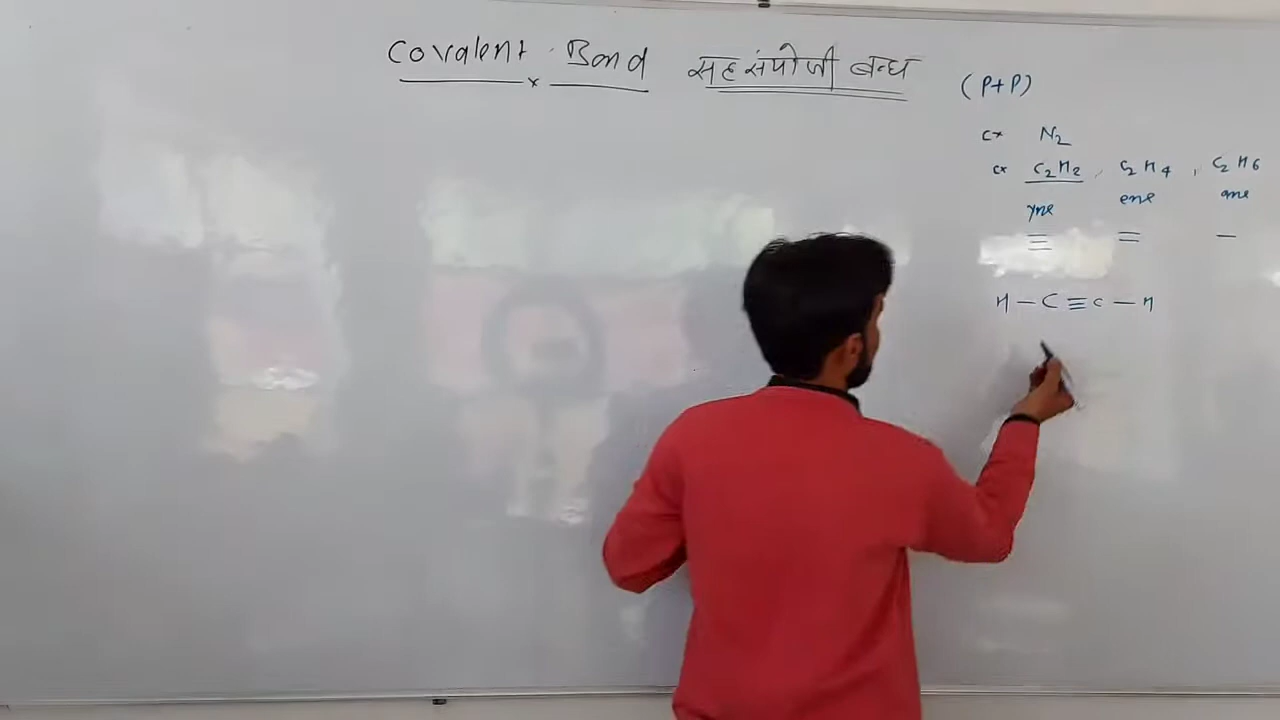 Covalent Bond सहसंयोजी बन्ध (P+P)
ex N₂
ex C₂H₂, C₂H₄, C₂H₆
yne ene ane
≡ = −
H − C ≡ C − H